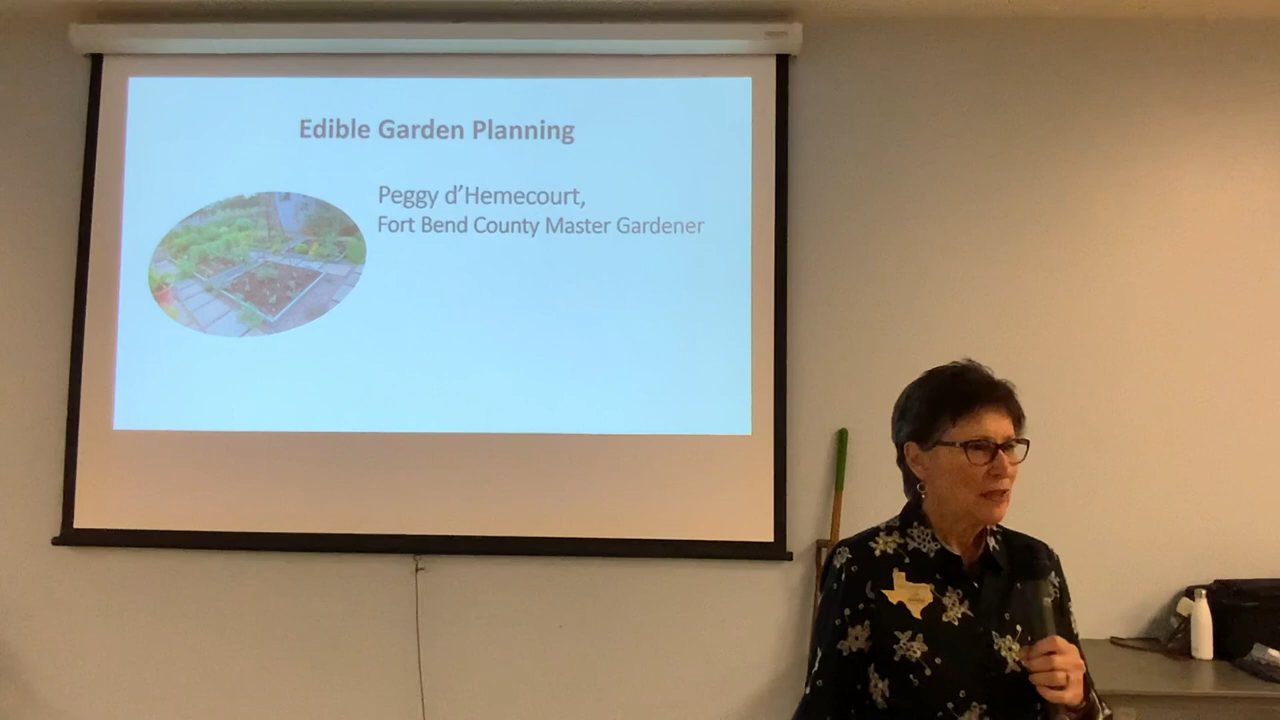 Edible Garden Planning
Peggy d’Hemecourt,
Fort Bend County Master Gardener